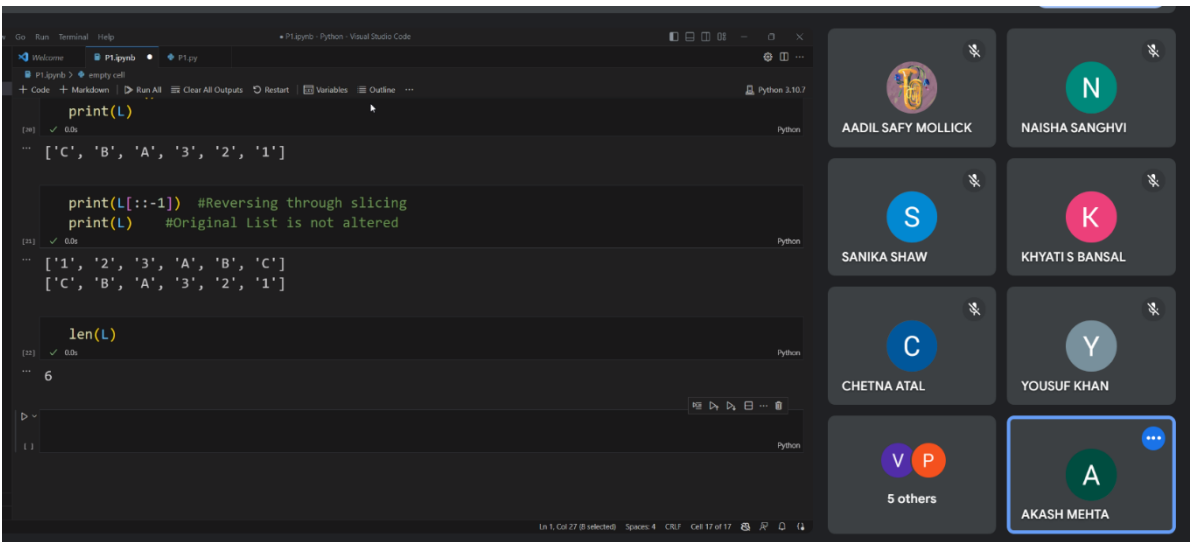 Go Run Terminal Help
● P1.ipynb - Python - Visual Studio Code
Welcome
P1.ipynb ●
P1.py
P1.ipynb > empty cell
+ Code + Markdown | Run All Clear All Outputs Restart | Variables Outline ...
Python 3.10.7
print(L)
[20] ✓ 0.0s
Python
... ['C', 'B', 'A', '3', '2', '1']
print(L[::-1]) #Reversing through slicing
print(L) #Original List is not altered
[21] ✓ 0.0s
Python
... ['1', '2', '3', 'A', 'B', 'C']
['C', 'B', 'A', '3', '2', '1']
len(L)
[22] ✓ 0.0s
Python
... 6
[ ]
Python
Ln 1, Col 27 (8 selected) Spaces: 4 CRLF Cell 17 of 17
AADIL SAFY MOLLICK
N
NAISHA SANGHVI
S
SANIKA SHAW
K
KHYATI S BANSAL
C
CHETNA ATAL
Y
YOUSUF KHAN
V P
5 others
A
AKASH MEHTA